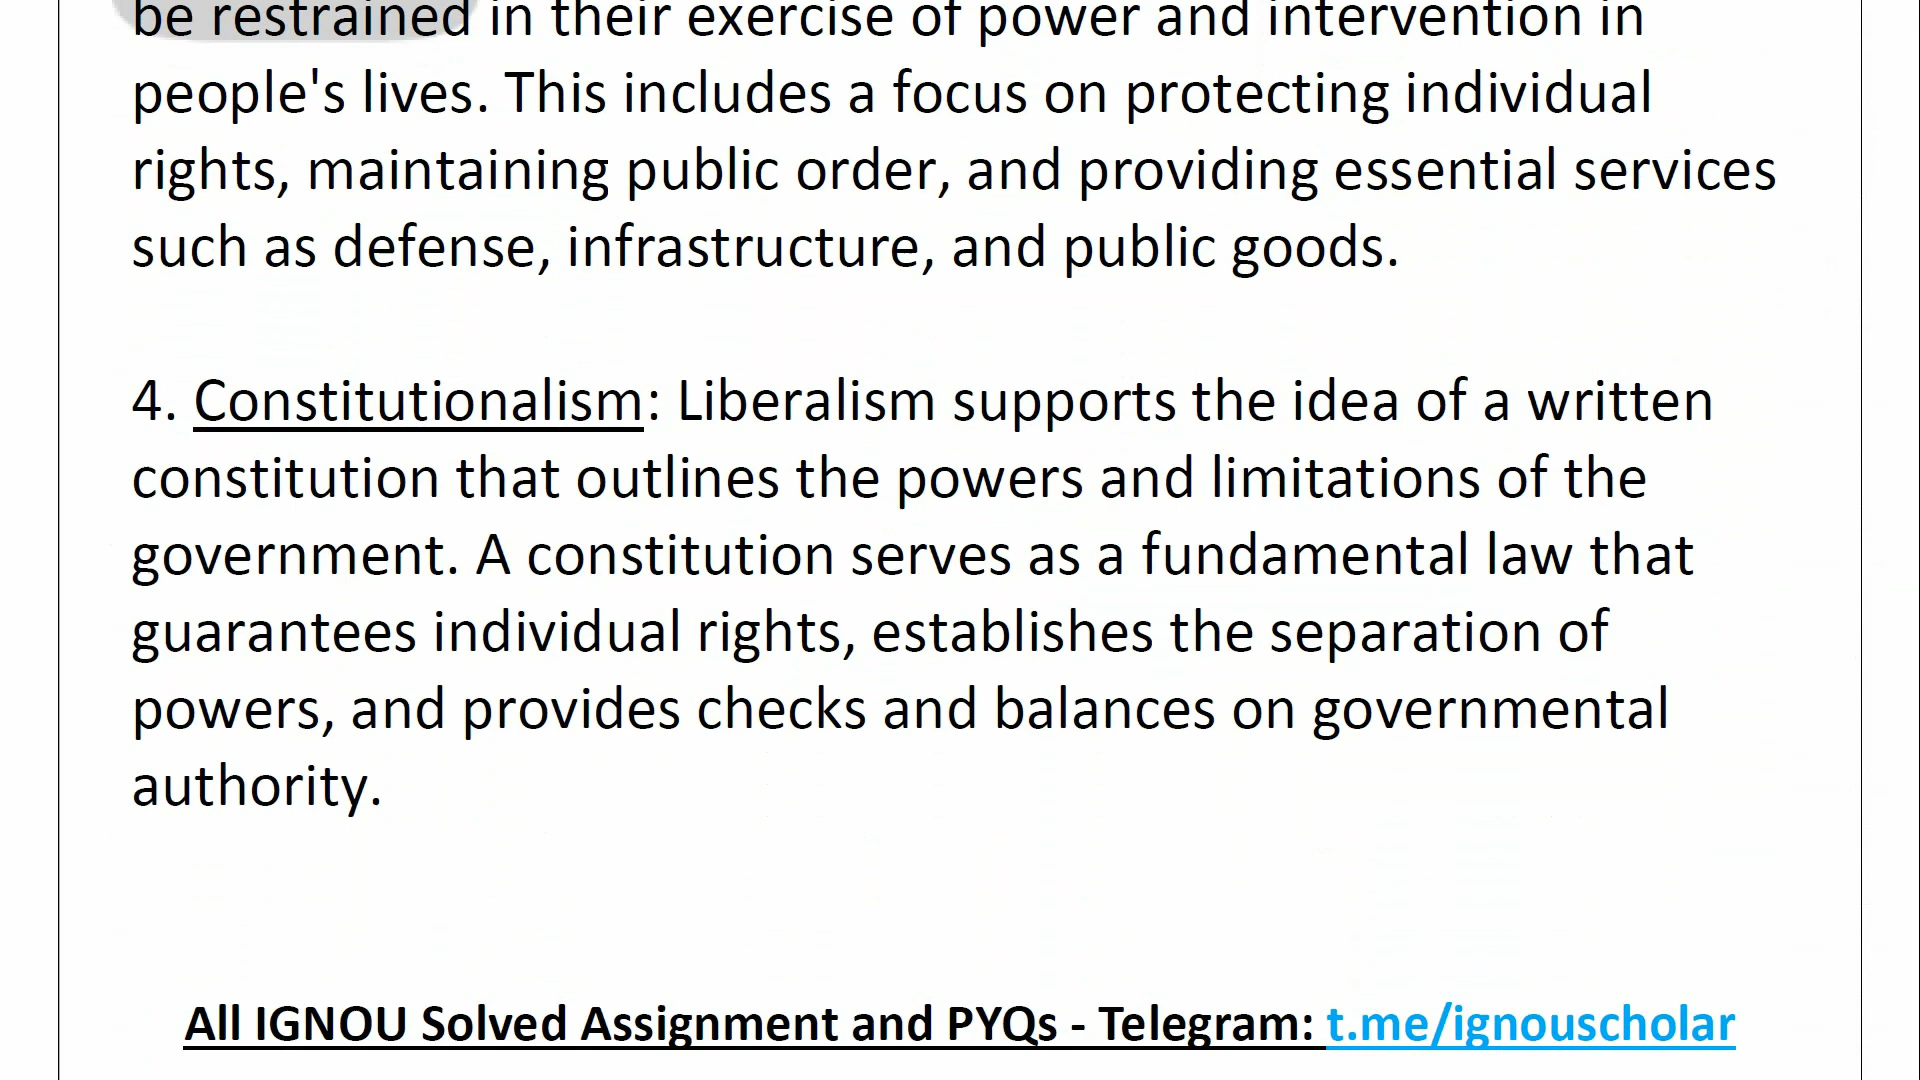 be restrained in their exercise of power and intervention in
people's lives. This includes a focus on protecting individual
rights, maintaining public order, and providing essential services
such as defense, infrastructure, and public goods.
4. Constitutionalism: Liberalism supports the idea of a written
constitution that outlines the powers and limitations of the
government. A constitution serves as a fundamental law that
guarantees individual rights, establishes the separation of
powers, and provides checks and balances on governmental
authority.
All IGNOU Solved Assignment and PYQs - Telegram: t.me/ignouscholar